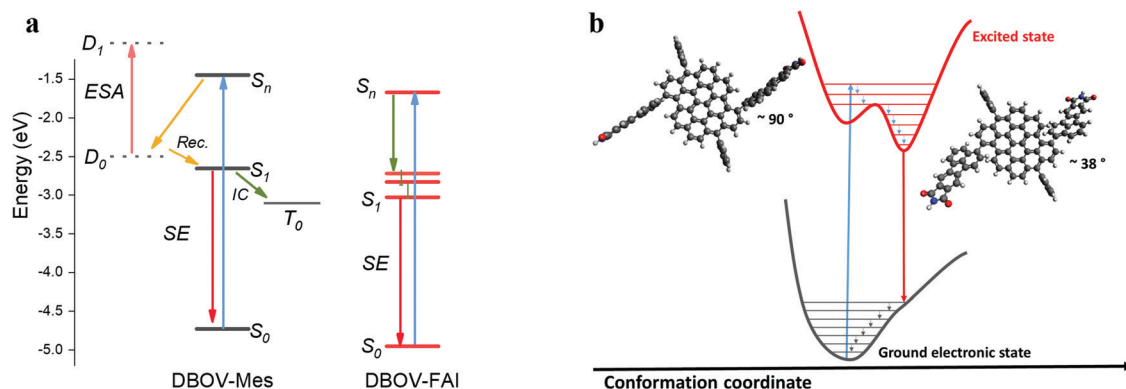 a
Energy (eV)
-1.5
-2.0
-2.5
-3.0
-3.5
-4.0
-4.5
-5.0
D1
ESA
D0
Rec.
Sn
S1
IC
T0
SE
S0
DBOV-Mes
Sn
S1
SE
S0
DBOV-FAI
b
Excited state
~ 90 °
~ 38 °
Ground electronic state
Conformation coordinate